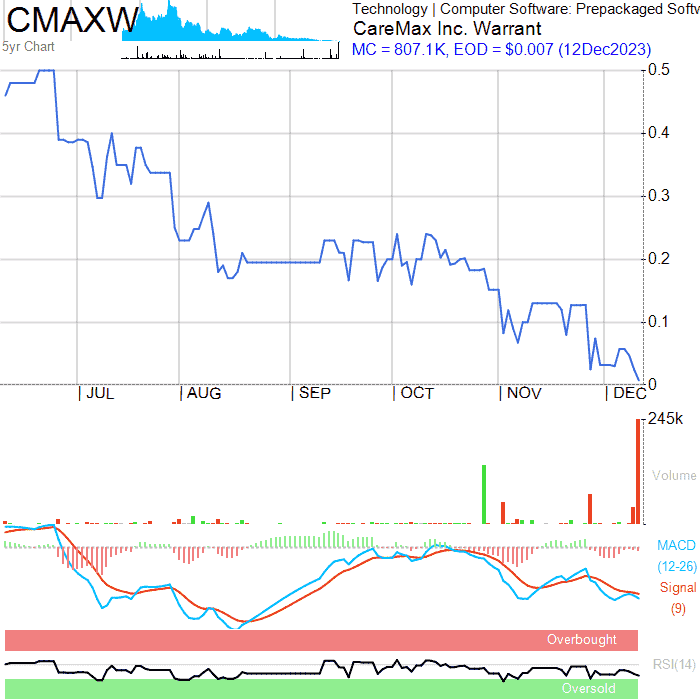 CMAXW
5yr Chart
Technology | Computer Software: Prepackaged Softw
CareMax Inc. Warrant
MC = 807.1K, EOD = $0.007 (12Dec2023)
0.5
0.4
0.3
0.2
0.1
0
| JUL | AUG | SEP | OCT | NOV | DEC
245k
Volume
MACD
(12-26)
Signal
(9)
Overbought
RSI(14)
Oversold